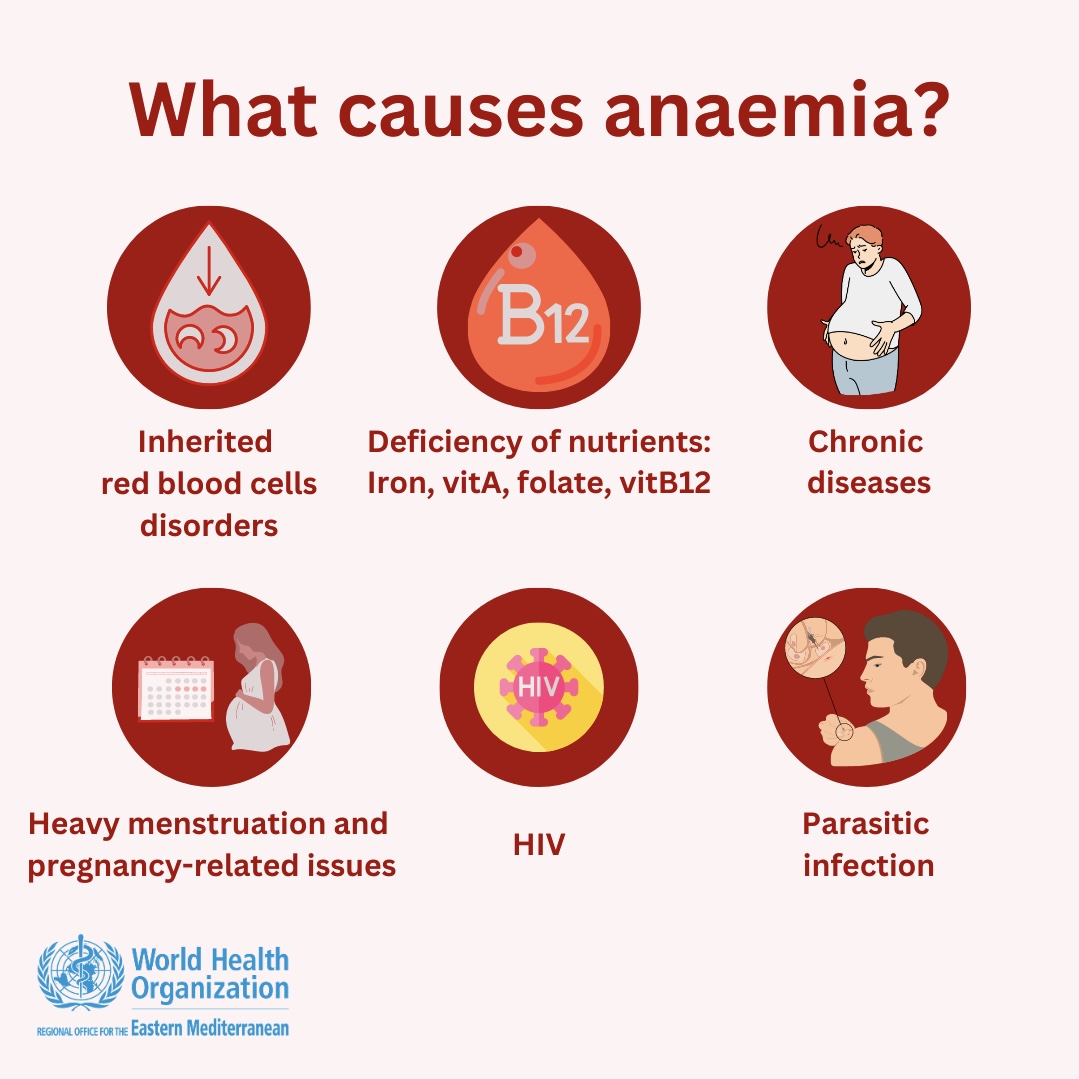 What causes anaemia?
B12
Inherited
red blood cells
disorders
Deficiency of nutrients:
Iron, vitA, folate, vitB12
Chronic
diseases
HIV
Heavy menstruation and
pregnancy-related issues
HIV
Parasitic
infection
World Health
Organization
REGIONAL OFFICE FOR THE Eastern Mediterranean